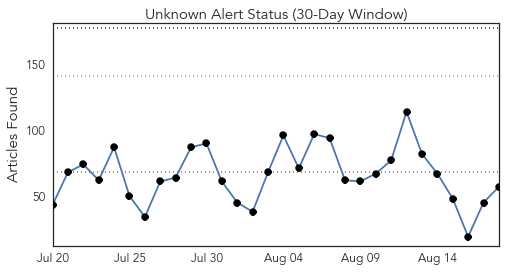 Unknown Alert Status (30-Day Window)
Articles Found
150
100
50
Jul 20 Jul 25 Jul 30 Aug 04 Aug 09 Aug 14